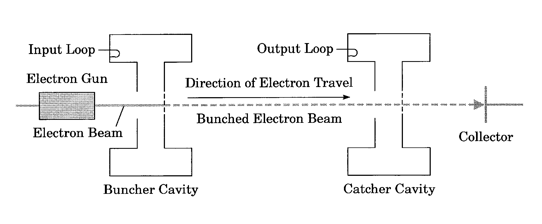 Input Loop
Output Loop
Electron Gun
Direction of Electron Travel
Electron Beam
Bunched Electron Beam
Collector
Buncher Cavity
Catcher Cavity